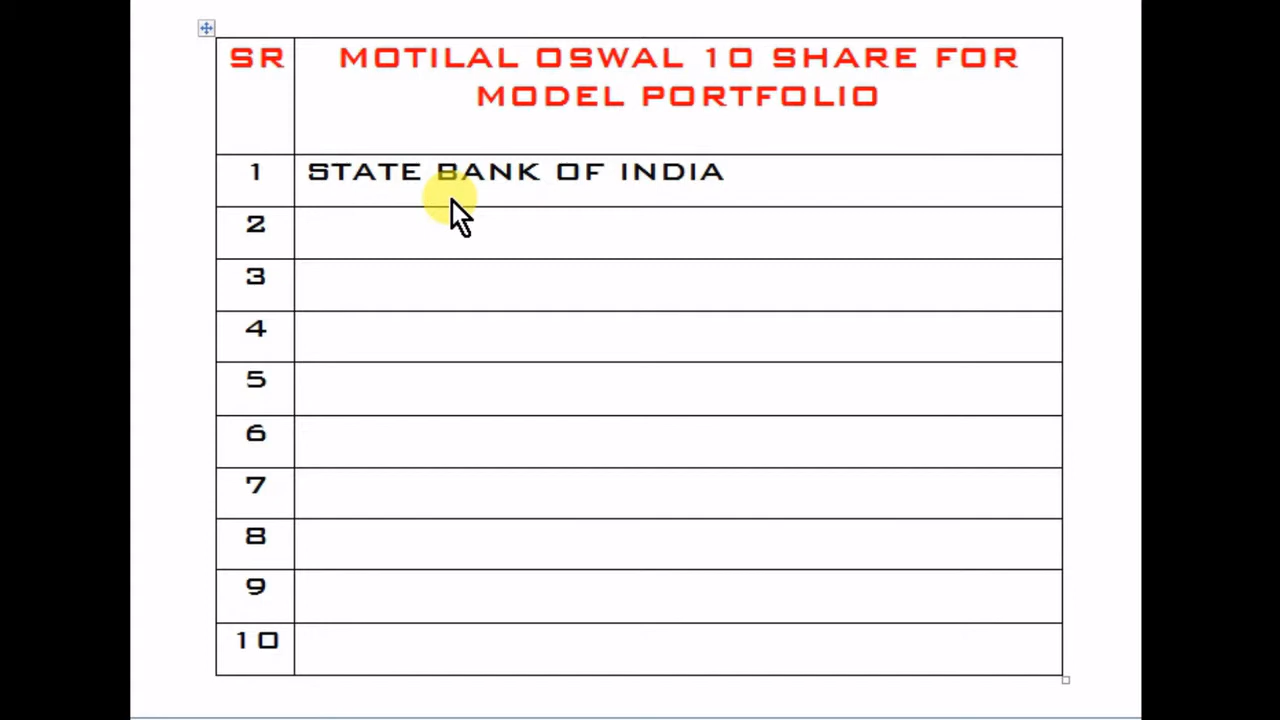 SR
MOTILAL OSWAL 10 SHARE FOR
MODEL PORTFOLIO
1 STATE BANK OF INDIA
2
3
4
5
6
7
8
9
10